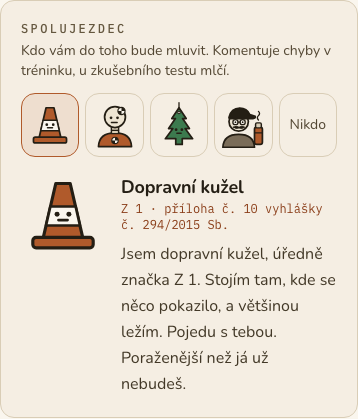 SPOLUJEZDEC
Kdo vám do toho bude mluvit. Komentuje chyby v
tréninku, u zkušebního testu mlčí.
Nikdo
Dopravní kužel
Z 1 · příloha č. 10 vyhlášky
č. 294/2015 Sb.
Jsem dopravní kužel, úředně
značka Z 1. Stojím tam, kde se
něco pokazilo, a většinou
ležím. Pojedu s tebou.
Poraženější než já už
nebudeš.